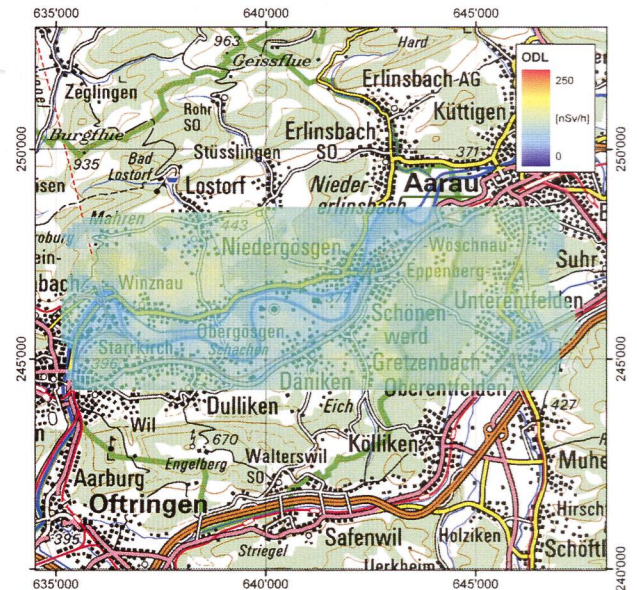 635'000 640'000 645'000
963
Geissflue
Hard
ODL
250
[nSv/h]
0
Zeglingen
Erlinsbach-AG
Rohr
SO
Küttigen
Burgflue
Erlinsbach
SO
371
250'000
250'000
935
Bad
Lostorf
Stüsslingen
Lostorf
Nieder-
erlinsbach
Aarau
Mahren
443
Niedergösgen
Wöschnau
Eppenberg
Suhr
Winznau
377
Unterentfelden
Obergösgen
Schachen
Schönen
werd
Starrkirch
396
245'000
245'000
Gretzenbach
Däniken
Oberentfelden
Dulliken
Eich
427
Wil
670
Kölliken
Engelberg
Walterswil
SO
Muhe
Aarburg
Oftringen
Hirsch
395
Safenwil
Holziken
Striegel
Schöftl
Uerkheim
240'000
635'000 640'000 645'000